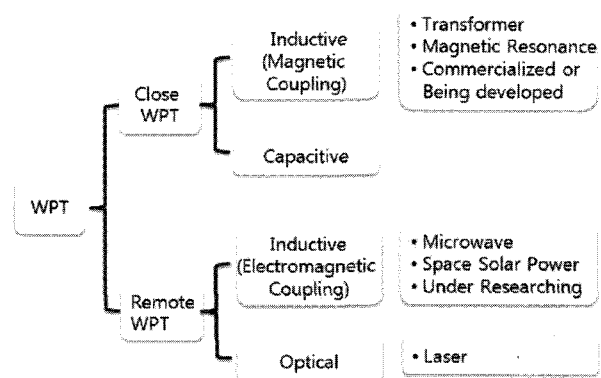 WPT
Close
WPT
Inductive
(Magnetic
Coupling)
• Transformer
• Magnetic Resonance
• Commercialized or
Being developed
Capacitive
Remote
WPT
Inductive
(Electromagnetic
Coupling)
• Microwave
• Space Solar Power
• Under Researching
Optical
• Laser